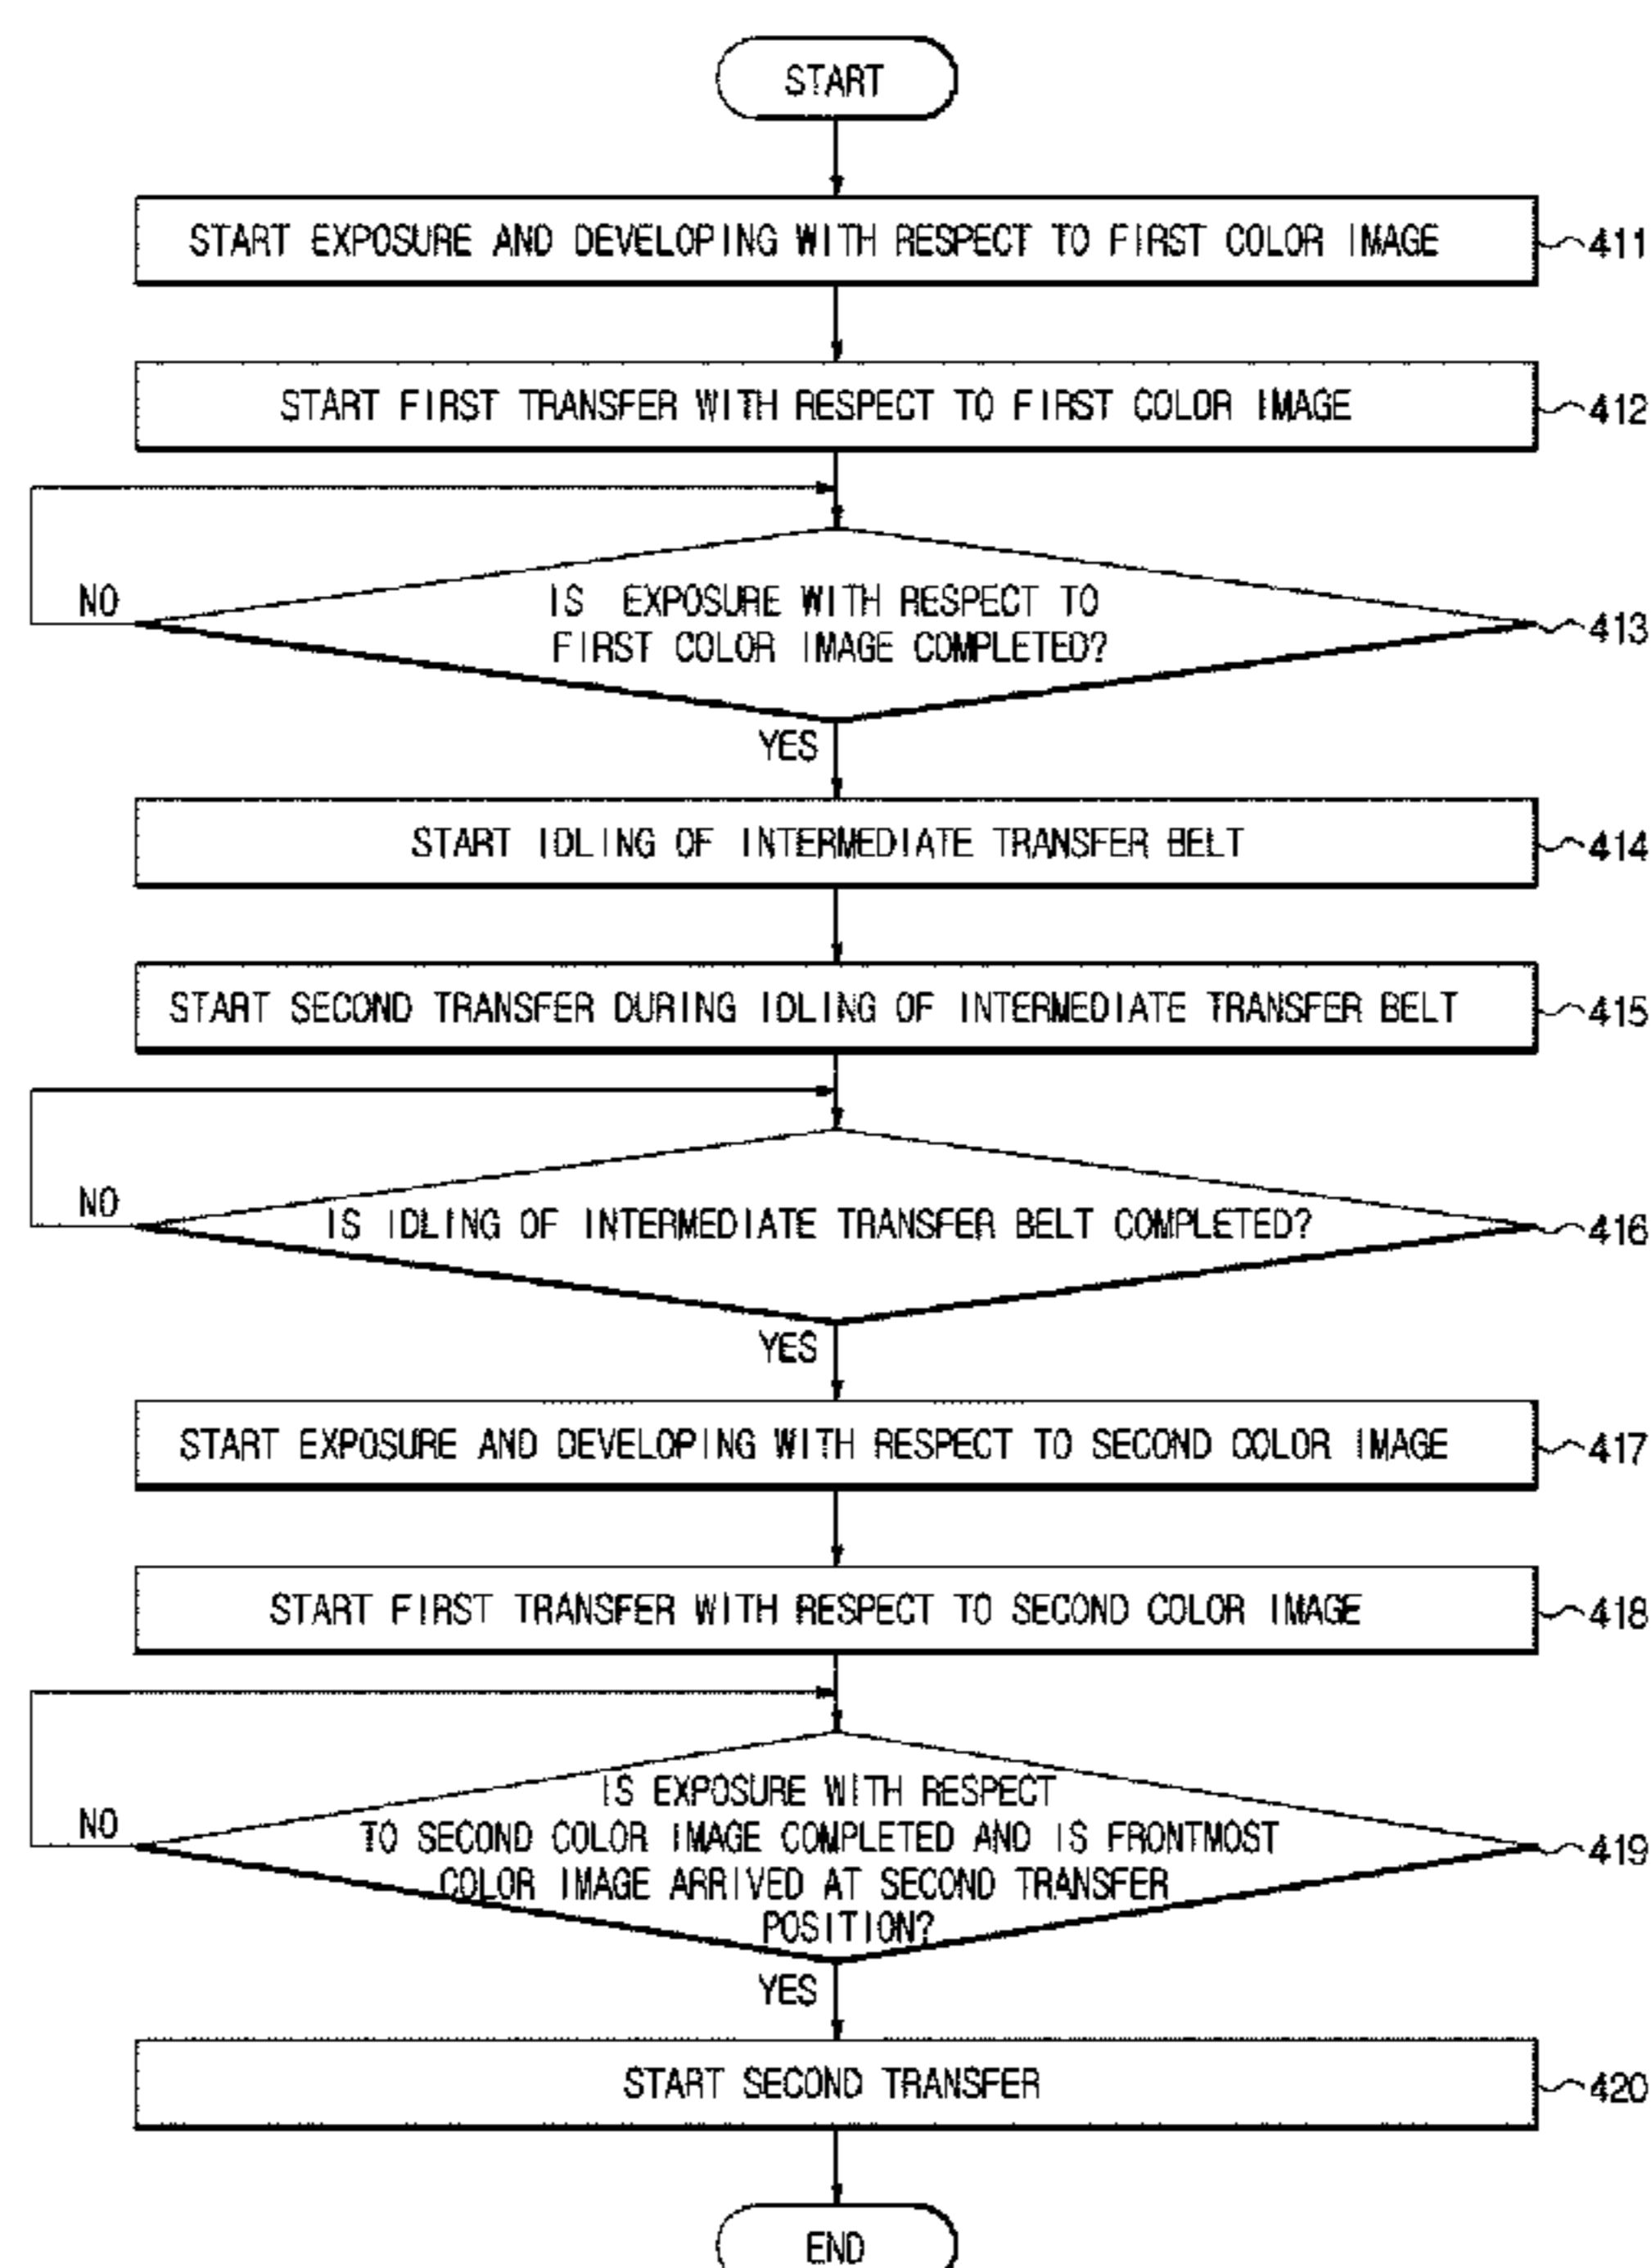 START
START EXPOSURE AND DEVELOPING WITH RESPECT TO FIRST COLOR IMAGE
411
START FIRST TRANSFER WITH RESPECT TO FIRST COLOR IMAGE
412
NO
IS EXPOSURE WITH RESPECT TO
FIRST COLOR IMAGE COMPLETED?
413
YES
START IDLING OF INTERMEDIATE TRANSFER BELT
414
START SECOND TRANSFER DURING IDLING OF INTERMEDIATE TRANSFER BELT
415
NO
IS IDLING OF INTERMEDIATE TRANSFER BELT COMPLETED?
416
YES
START EXPOSURE AND DEVELOPING WITH RESPECT TO SECOND COLOR IMAGE
417
START FIRST TRANSFER WITH RESPECT TO SECOND COLOR IMAGE
418
NO
IS EXPOSURE WITH RESPECT
TO SECOND COLOR IMAGE COMPLETED AND IS FRONTMOST
COLOR IMAGE ARRIVED AT SECOND TRANSFER
POSITION?
419
YES
START SECOND TRANSFER
420
END